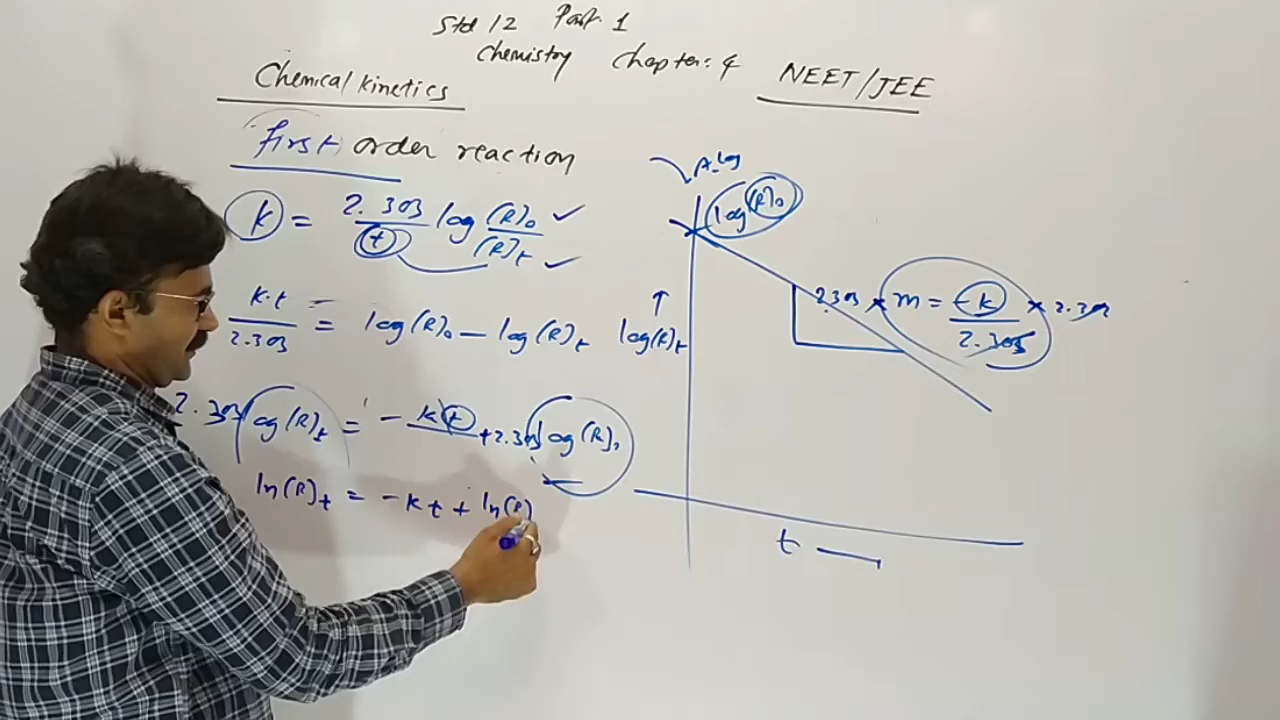 Std 12 Part 1
Chemistry Chapter: 4
NEET/JEE
Chemical kinetics
First order reaction
k = 2.303/t log (R)₀/(R)t
k.t/2.303 = log(R)₀ — log(R)t
2.303 log(R)t = - kt + 2.303 log(R)₀
ln(R)t = - kt + ln(R)
log(R)₀
log(R)t
2.303 × m = -k/2.303 × 2.303
t